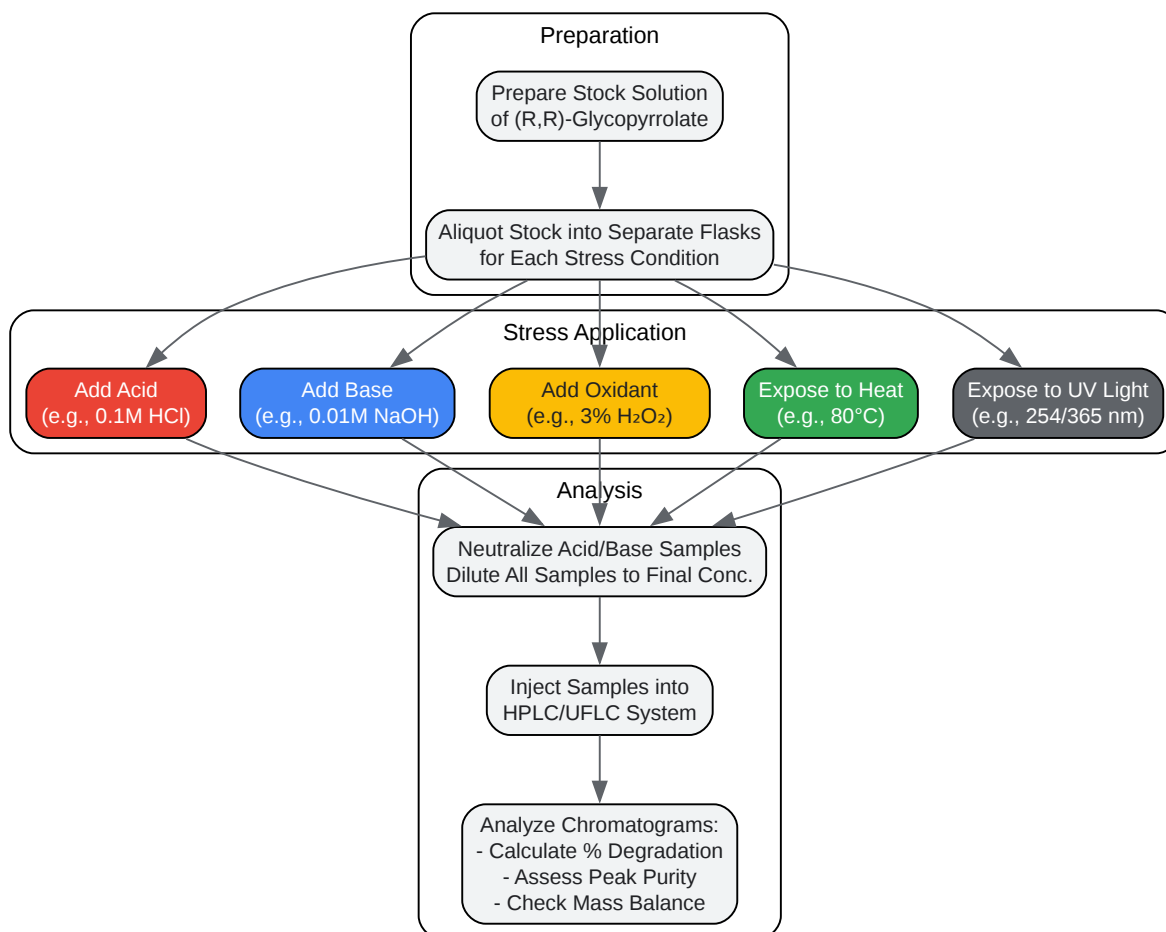 Preparation
Prepare Stock Solution
of (R,R)-Glycopyrrolate
Aliquot Stock into Separate Flasks
for Each Stress Condition
Stress Application
Add Acid
(e.g., 0.1M HCl)
Add Base
(e.g., 0.01M NaOH)
Add Oxidant
(e.g., 3% H₂O₂)
Expose to Heat
(e.g., 80°C)
Expose to UV Light
(e.g., 254/365 nm)
Analysis
Neutralize Acid/Base Samples
Dilute All Samples to Final Conc.
Inject Samples into
HPLC/UFLC System
Analyze Chromatograms:
- Calculate % Degradation
- Assess Peak Purity
- Check Mass Balance